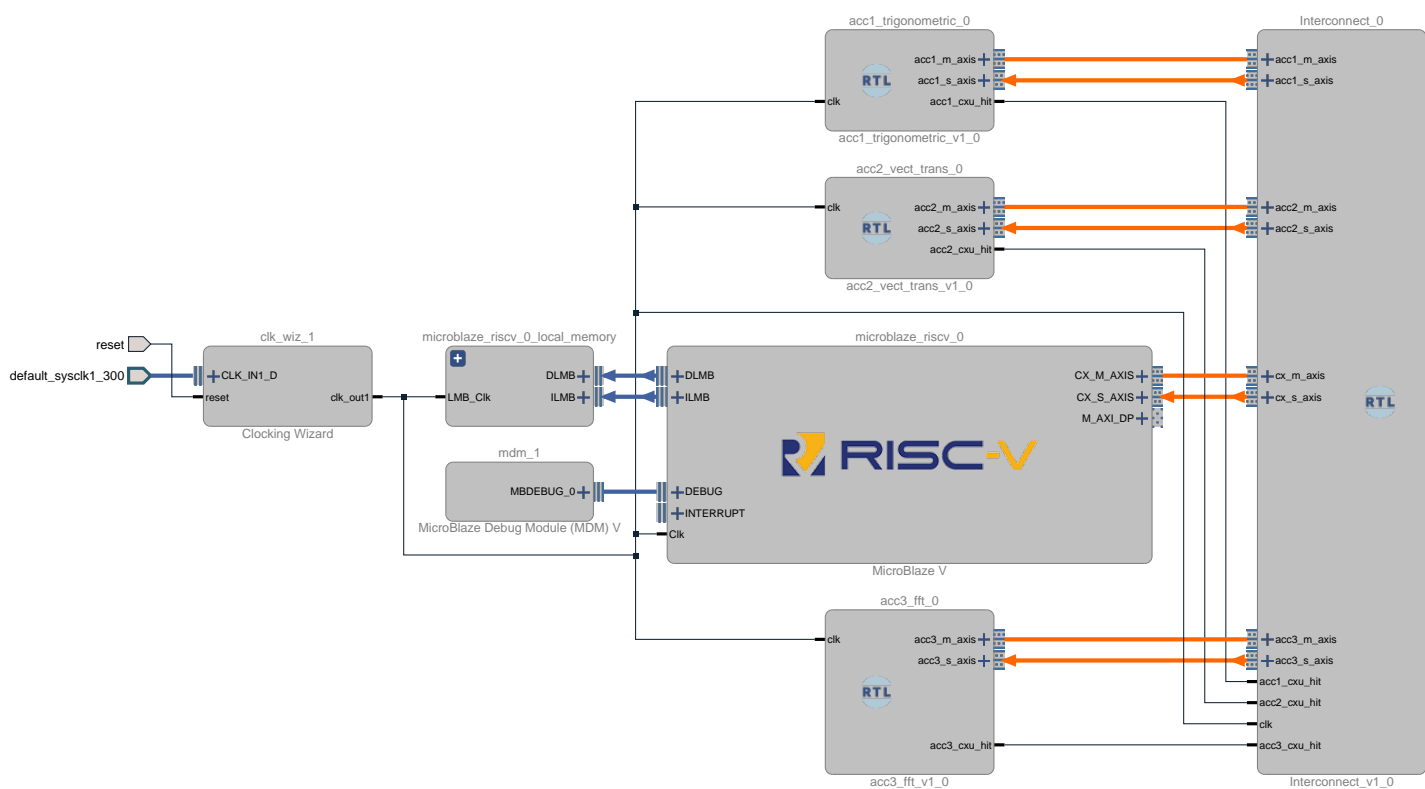 acc1_trigonometric_0
acc1_m_axis
acc1_s_axis
clk
acc1_cxu_hit
RTL
acc1_trigonometric_v1_0
acc2_vect_trans_0
clk
acc2_m_axis
acc2_s_axis
acc2_cxu_hit
RTL
acc2_vect_trans_v1_0
reset
default_sysclk1_300
clk_wiz_1
CLK_IN1_D
reset
clk_out1
Clocking Wizard
microblaze_riscv_0_local_memory
DLMB
ILMB
LMB_Clk
mdm_1
MBDEBUG_0
MicroBlaze Debug Module (MDM) V
microblaze_riscv_0
DLMB
ILMB
DEBUG
INTERRUPT
Clk
CX_M_AXIS
CX_S_AXIS
M_AXI_DP
RISC-V
MicroBlaze V
acc3_fft_0
clk
acc3_m_axis
acc3_s_axis
RTL
acc3_cxu_hit
acc3_fft_v1_0
Interconnect_0
acc1_m_axis
acc1_s_axis
acc2_m_axis
acc2_s_axis
cx_m_axis
cx_s_axis
RTL
acc3_m_axis
acc3_s_axis
acc1_cxu_hit
acc2_cxu_hit
clk
acc3_cxu_hit
Interconnect_v1_0